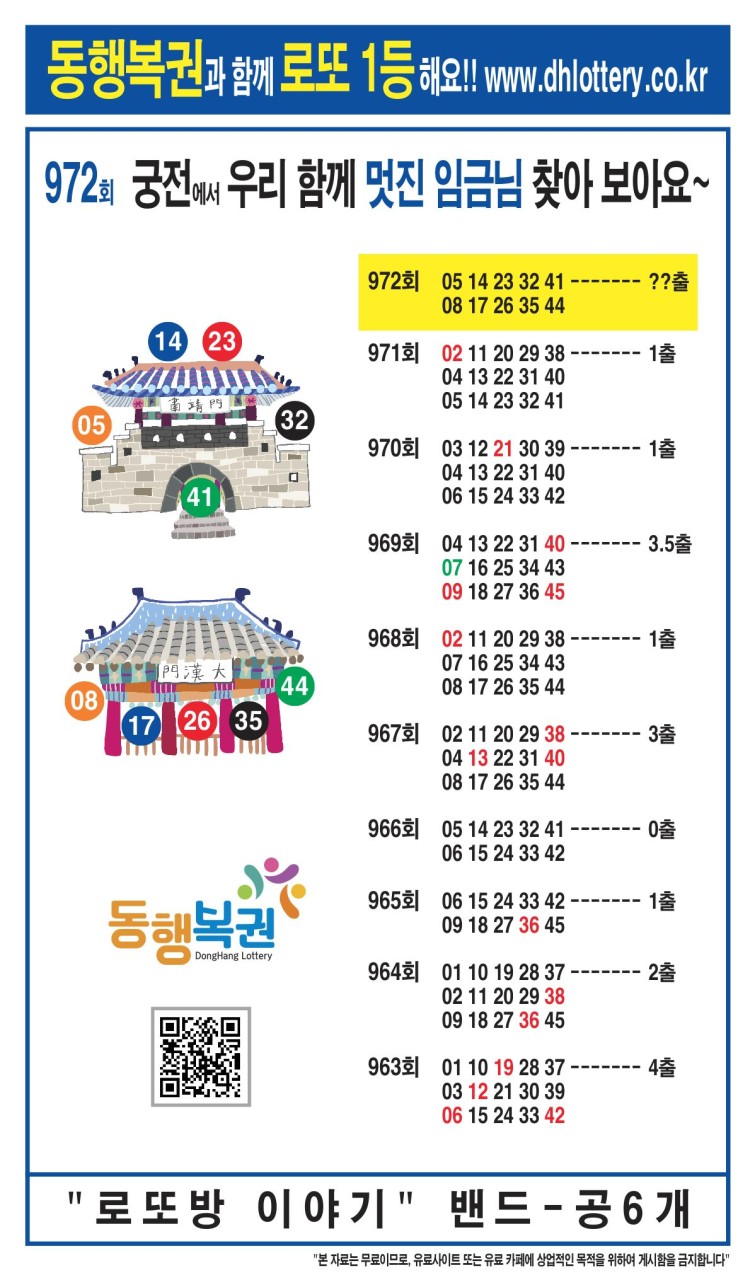 동행복권과 함께 로또 1등 해요!! www.dhlottery.co.kr
972회 궁전에서 우리 함께 멋진 임금님 찾아 보아요~
14 23
門靖肅
05 32
41
門漢大
08 17 26 35 44
동행복권
DongHang Lottery
972회 05 14 23 32 41 ------- ??출
08 17 26 35 44
971회 02 11 20 29 38 ------- 1출
04 13 22 31 40
05 14 23 32 41
970회 03 12 21 30 39 ------- 1출
04 13 22 31 40
06 15 24 33 42
969회 04 13 22 31 40 ------- 3.5출
07 16 25 34 43
09 18 27 36 45
968회 02 11 20 29 38 ------- 1출
07 16 25 34 43
08 17 26 35 44
967회 02 11 20 29 38 ------- 3출
04 13 22 31 40
08 17 26 35 44
966회 05 14 23 32 41 ------- 0출
06 15 24 33 42
965회 06 15 24 33 42 ------- 1출
09 18 27 36 45
964회 01 10 19 28 37 ------- 2출
02 11 20 29 38
09 18 27 36 45
963회 01 10 19 28 37 ------- 4출
03 12 21 30 39
06 15 24 33 42
"로또방 이야기" 밴드-공6개
"본 자료는 무료이므로, 유료사이트 또는 유료 카페에 상업적인 목적을 위하여 게시함을 금지합니다"